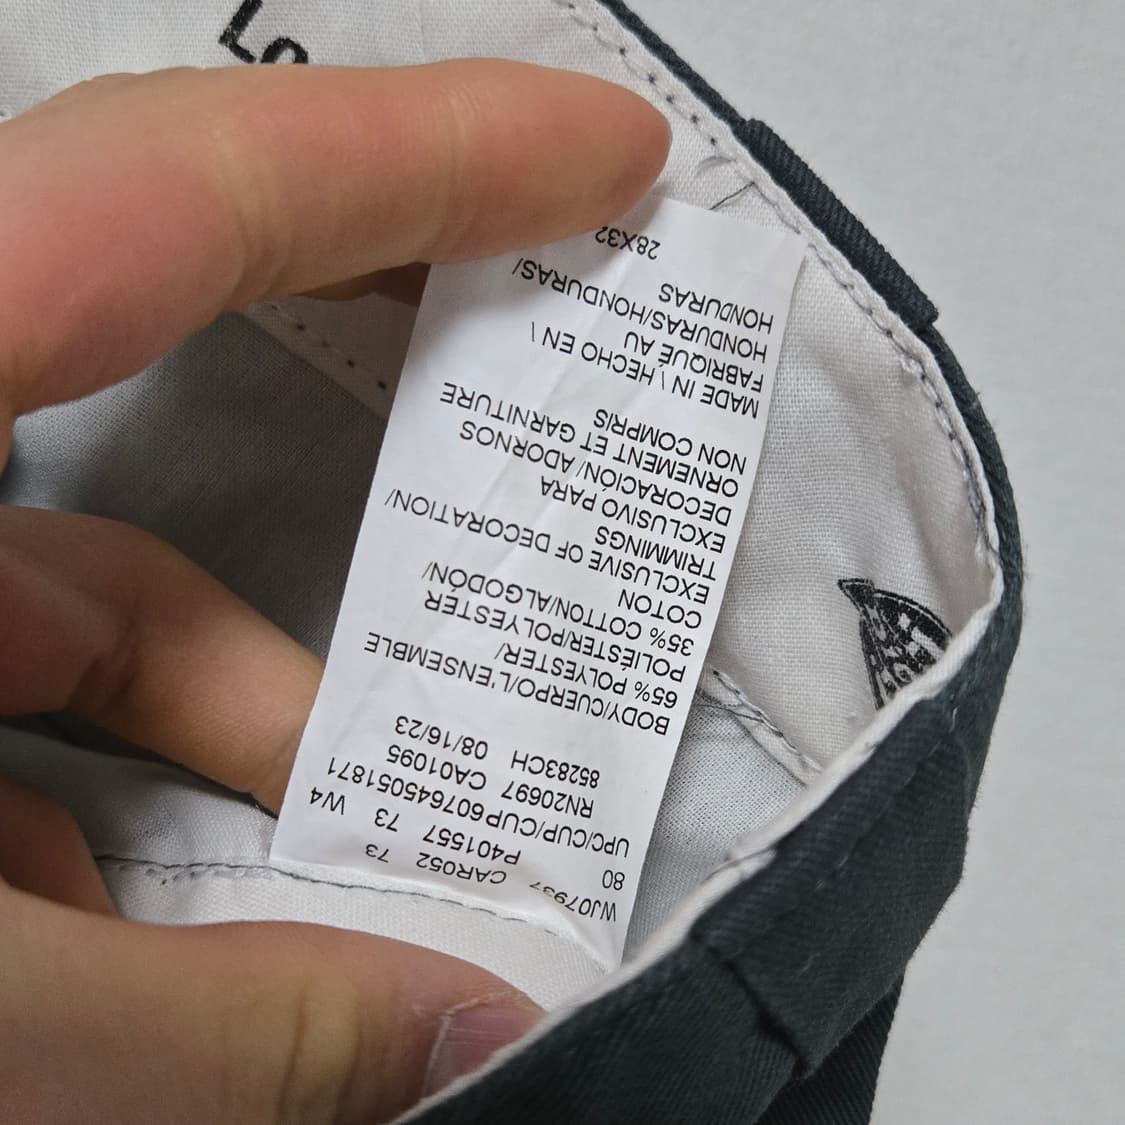 WJ07937 CAR052 73
80 P401557 73 W4
UPC/CUP/CUP607645051871
RN20697 CA01095
85283CH 08/16/23
BODY/CUERPO/L'ENSEMBLE
65% POLYESTER/
POLIÉSTER/POLYESTER
35% COTTON/ALGODÓN/
COTON
EXCLUSIVE OF DECORATION/
TRIMMINGS
EXCLUSIVO PARA
DECORACIÓN/ ADORNOS
ORNEMENT ET GARNITURE
NON COMPRIS
MADE IN \ HECHO EN \
FABRIQUÉ AU
HONDURAS/HONDURAS/
HONDURAS
28X32